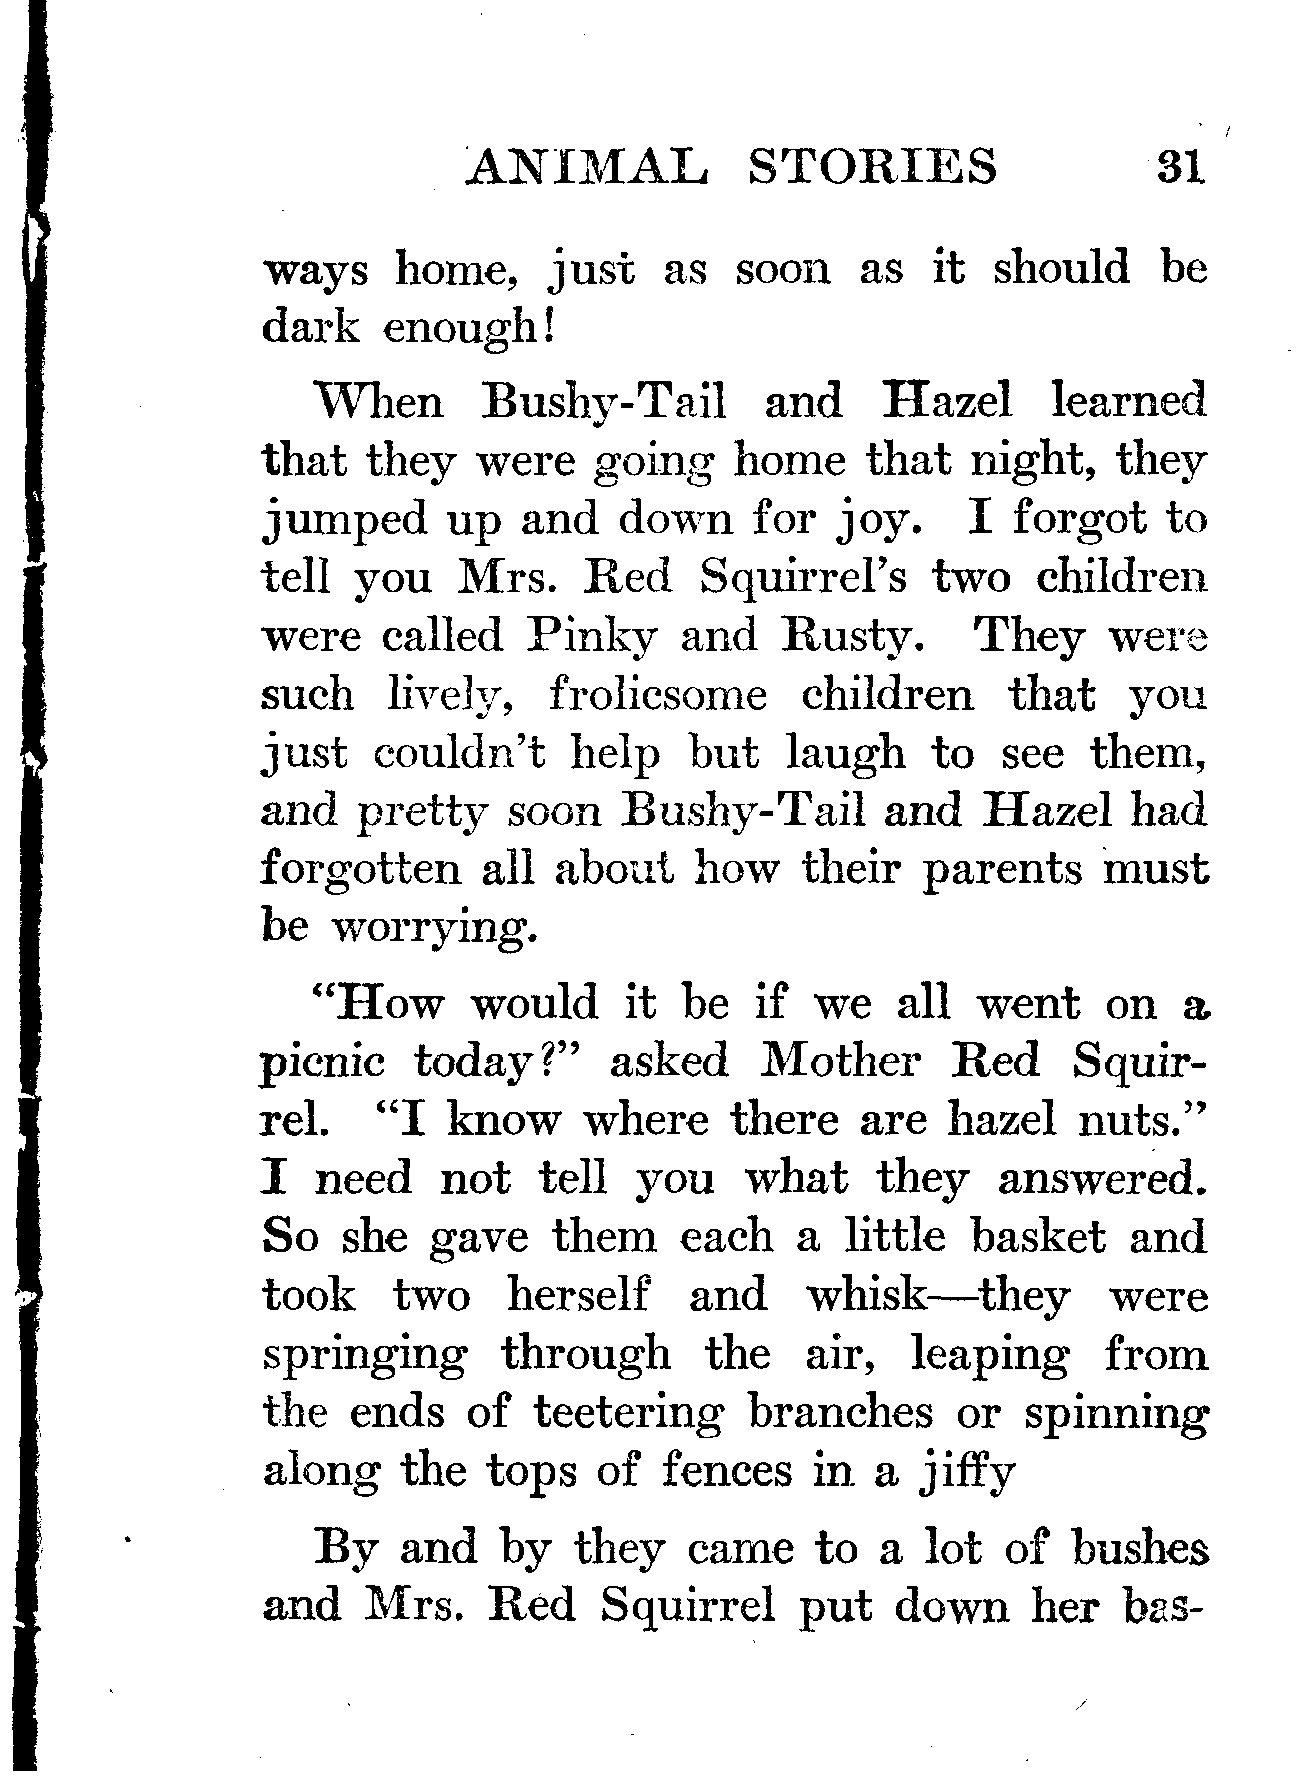 ANIMAL STORIES 31
ways home, just as soon as it should be
dark enough!
When Bushy-Tail and Hazel learned
that they were going home that night, they
jumped up and down for joy. I forgot to
tell you Mrs. Red Squirrel's two children
were called Pinky and Rusty. They were
such lively, frolicsome children that you
just couldn't help but laugh to see them,
and pretty soon Bushy-Tail and Hazel had
forgotten all about how their parents must
be worrying.
"How would it be if we all went on a
picnic today?" asked Mother Red Squir-
rel. "I know where there are hazel nuts."
I need not tell you what they answered.
So she gave them each a little basket and
took two herself and whisk—they were
springing through the air, leaping from
the ends of teetering branches or spinning
along the tops of fences in a jiffy
By and by they came to a lot of bushes
and Mrs. Red Squirrel put down her bas-